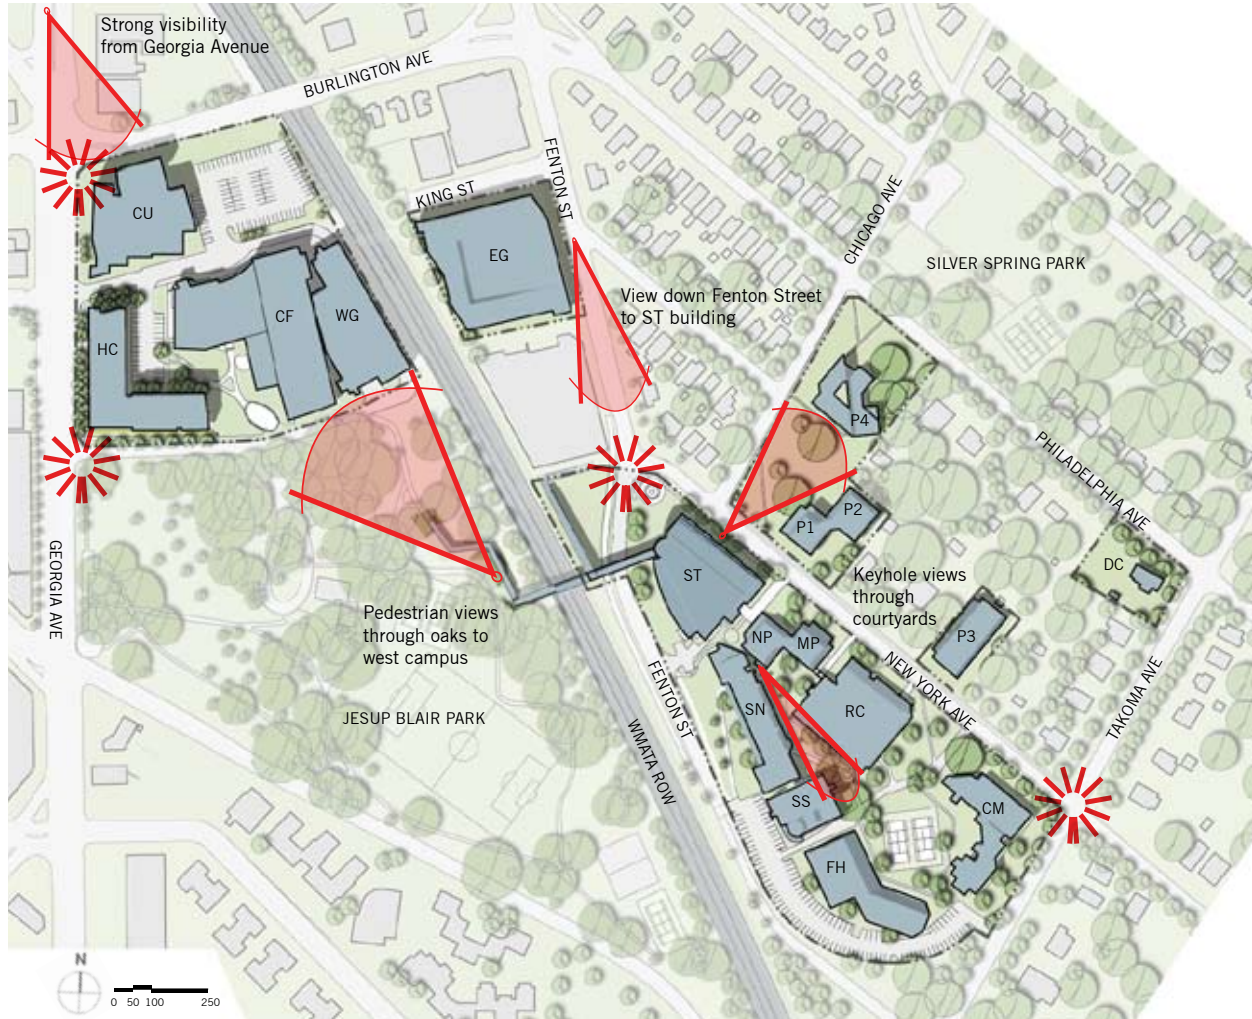 Strong visibility
from Georgia Avenue
BURLINGTON AVE
FENTON ST
KING ST
CHICAGO AVE
CU
EG
SILVER SPRING PARK
View down Fenton Street
to ST building
CF
WG
HC
P4
PHILADELPHIA AVE
P2
P1
GEORGIA AVE
DC
ST
Keyhole views
through
courtyards
Pedestrian views
through oaks to
west campus
NP
MP
P3
NEW YORK AVE
TAKOMA AVE
FENTON ST
SN
RC
JESUP BLAIR PARK
WMATA ROW
SS
CM
FH
N
0 50 100 250